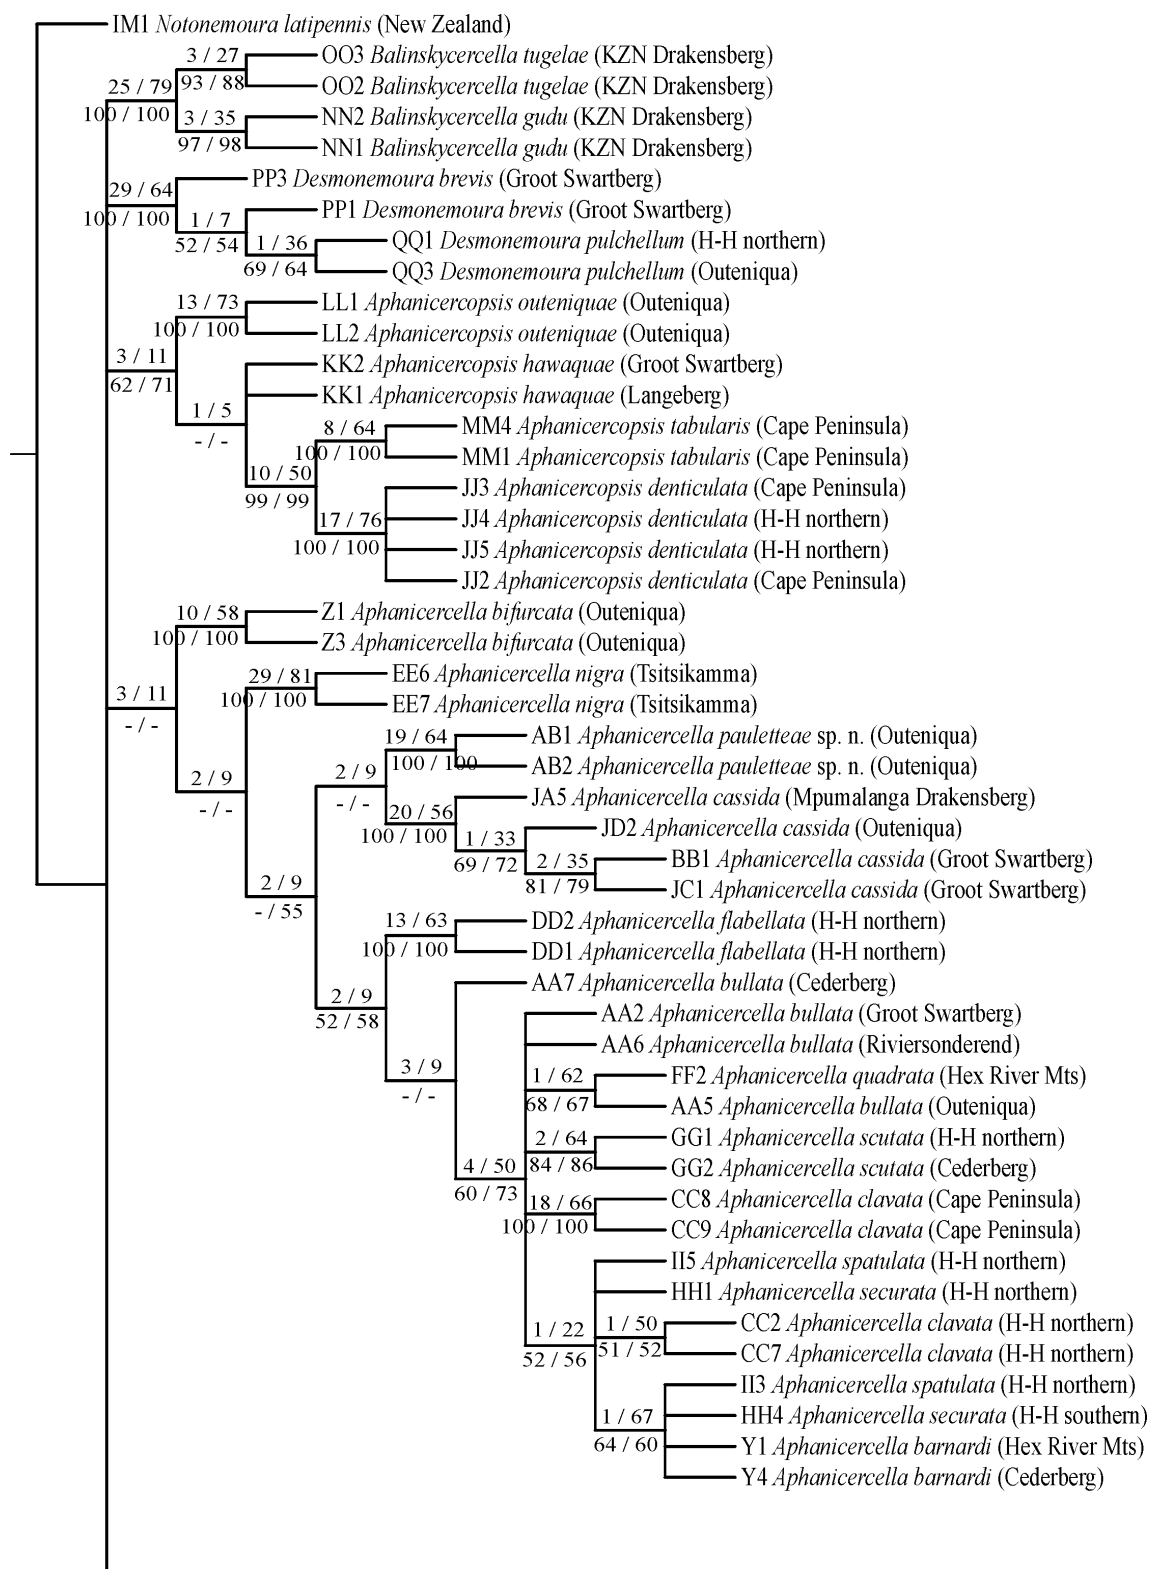 IM1 Notonemoura latipennis (New Zealand)
3 / 27
OO3 Balinskycercella tugelae (KZN Drakensberg)
25 / 79
93 / 88
OO2 Balinskycercella tugelae (KZN Drakensberg)
100 / 100
3 / 35
NN2 Balinskycercella gudu (KZN Drakensberg)
97 / 98
NN1 Balinskycercella gudu (KZN Drakensberg)
PP3 Desmonemoura brevis (Groot Swartberg)
29 / 64
100 / 100
1 / 7
PP1 Desmonemoura brevis (Groot Swartberg)
52 / 54
1 / 36
QQ1 Desmonemoura pulchellum (H-H northern)
69 / 64
QQ3 Desmonemoura pulchellum (Outeniqua)
13 / 73
LL1 Aphanicercopsis outeniquae (Outeniqua)
100 / 100
LL2 Aphanicercopsis outeniquae (Outeniqua)
3 / 11
62 / 71
KK2 Aphanicercopsis hawaquae (Groot Swartberg)
KK1 Aphanicercopsis hawaquae (Langeberg)
1 / 5
- / -
8 / 64
MM4 Aphanicercopsis tabularis (Cape Peninsula)
100 / 100
MM1 Aphanicercopsis tabularis (Cape Peninsula)
10 / 50
99 / 99
JJ3 Aphanicercopsis denticulata (Cape Peninsula)
17 / 76
JJ4 Aphanicercopsis denticulata (H-H northern)
100 / 100
JJ5 Aphanicercopsis denticulata (H-H northern)
JJ2 Aphanicercopsis denticulata (Cape Peninsula)
10 / 58
Z1 Aphanicercella bifurcata (Outeniqua)
100 / 100
Z3 Aphanicercella bifurcata (Outeniqua)
3 / 11
- / -
29 / 81
EE6 Aphanicercella nigra (Tsitsikamma)
100 / 100
EE7 Aphanicercella nigra (Tsitsikamma)
2 / 9
- / -
19 / 64
AB1 Aphanicercella pauletteae sp. n. (Outeniqua)
100 / 100
AB2 Aphanicercella pauletteae sp. n. (Outeniqua)
2 / 9
- / -
JA5 Aphanicercella cassida (Mpumalanga Drakensberg)
20 / 56
100 / 100
1 / 33
JD2 Aphanicercella cassida (Outeniqua)
69 / 72
2 / 35
BB1 Aphanicercella cassida (Groot Swartberg)
81 / 79
JC1 Aphanicercella cassida (Groot Swartberg)
2 / 9
- / 55
13 / 63
DD2 Aphanicercella flabellata (H-H northern)
100 / 100
DD1 Aphanicercella flabellata (H-H northern)
2 / 9
52 / 58
AA7 Aphanicercella bullata (Cederberg)
AA2 Aphanicercella bullata (Groot Swartberg)
AA6 Aphanicercella bullata (Riviersonderend)
3 / 9
- / -
1 / 62
FF2 Aphanicercella quadrata (Hex River Mts)
68 / 67
AA5 Aphanicercella bullata (Outeniqua)
2 / 64
GG1 Aphanicercella scutata (H-H northern)
84 / 86
GG2 Aphanicercella scutata (Cederberg)
4 / 50
60 / 73
18 / 66
CC8 Aphanicercella clavata (Cape Peninsula)
100 / 100
CC9 Aphanicercella clavata (Cape Peninsula)
II5 Aphanicercella spatulata (H-H northern)
HH1 Aphanicercella securata (H-H northern)
1 / 22
52 / 56
1 / 50
CC2 Aphanicercella clavata (H-H northern)
51 / 52
CC7 Aphanicercella clavata (H-H northern)
II3 Aphanicercella spatulata (H-H northern)
1 / 67
HH4 Aphanicercella securata (H-H southern)
64 / 60
Y1 Aphanicercella barnardi (Hex River Mts)
Y4 Aphanicercella barnardi (Cederberg)